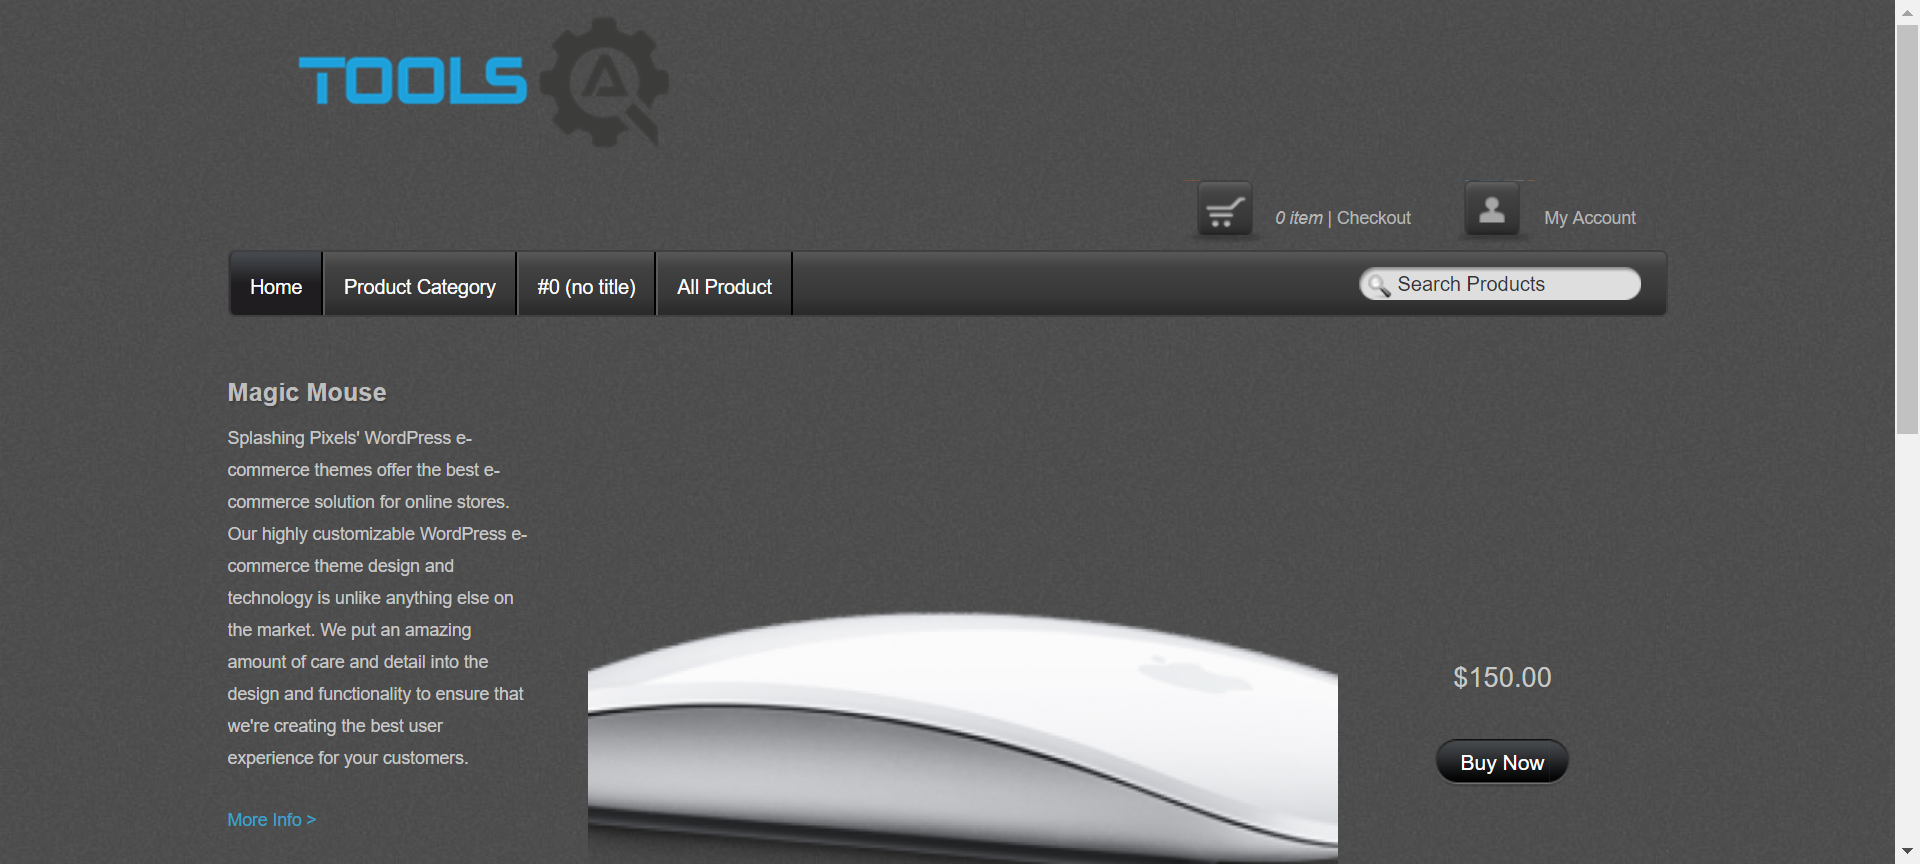 TOOLS A
0 item | Checkout
My Account
Home
Product Category
#0 (no title)
All Product
Search Products
Magic Mouse
Splashing Pixels' WordPress e-
commerce themes offer the best e-
commerce solution for online stores.
Our highly customizable WordPress e-
commerce theme design and
technology is unlike anything else on
the market. We put an amazing
amount of care and detail into the
design and functionality to ensure that
we're creating the best user
experience for your customers.
More Info >
$150.00
Buy Now